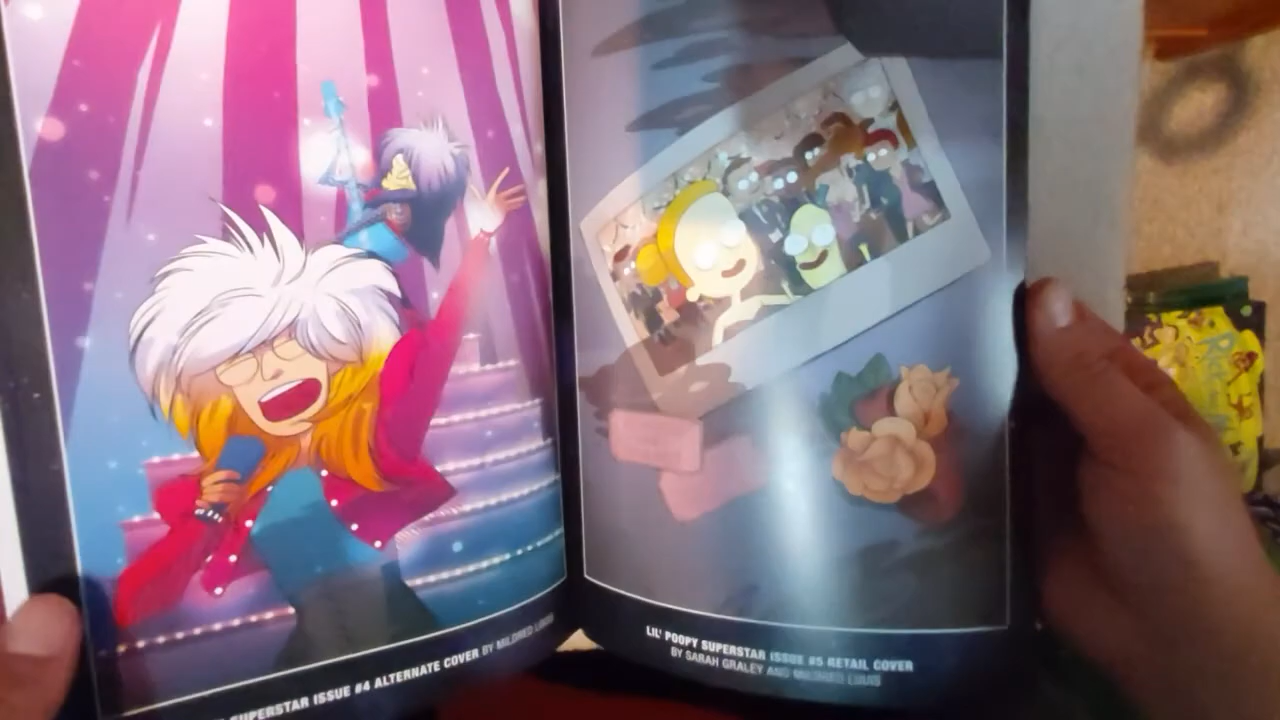 SUPERSTAR ISSUE #4 ALTERNATE COVER BY MILDRED LOUIS
LIL' POOPY SUPERSTAR ISSUE #5 RETAIL COVER
BY SARAH GRALEY AND MILDRED LOUIS